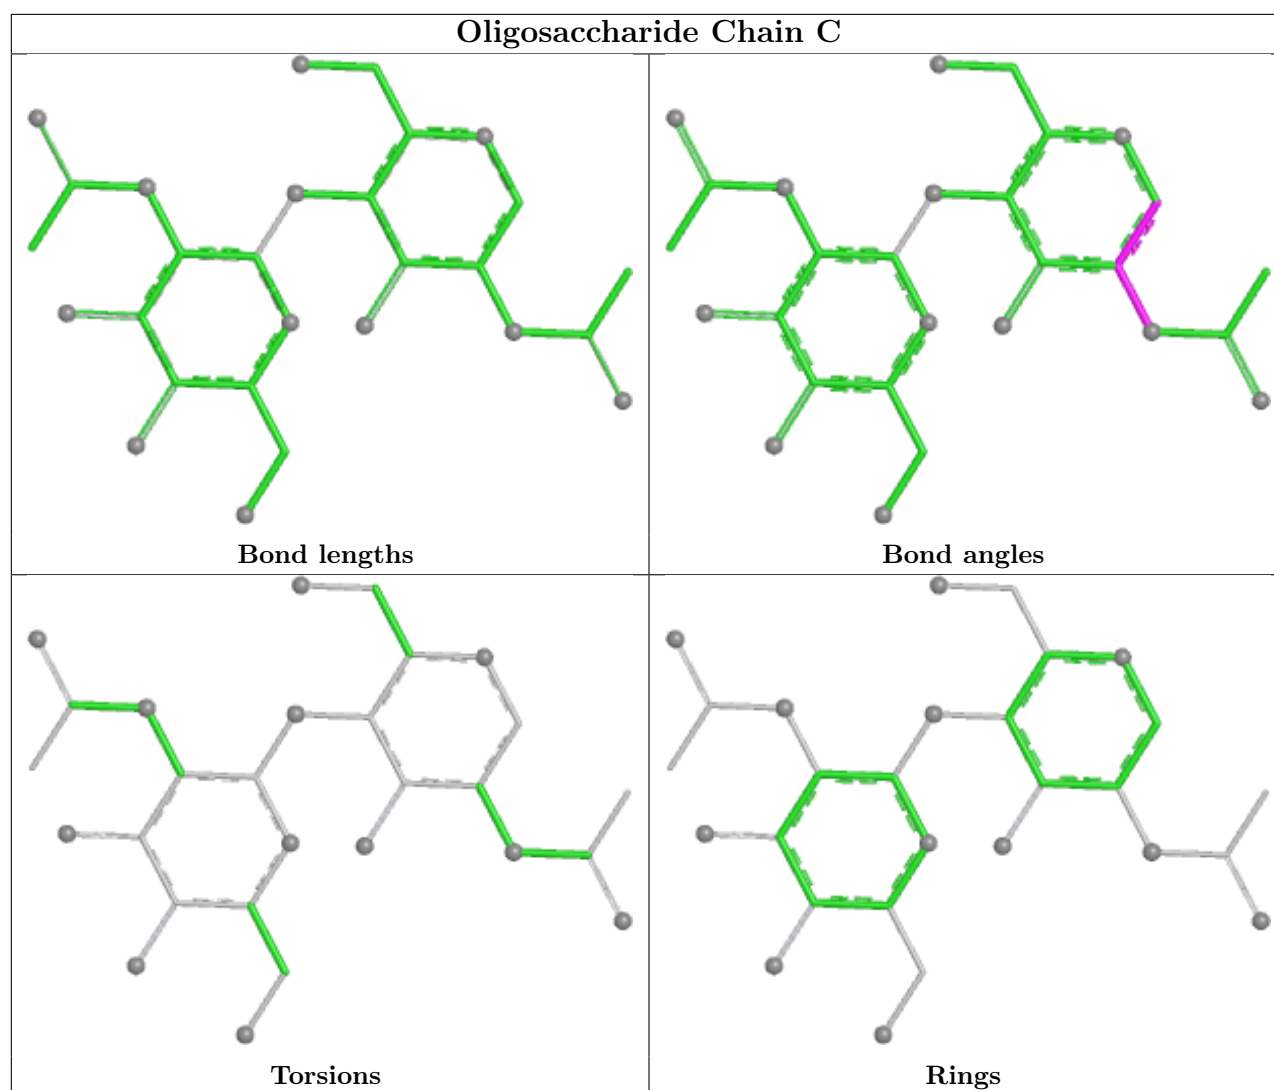 Oligosaccharide Chain C
Bond lengths
Bond angles
Torsions
Rings